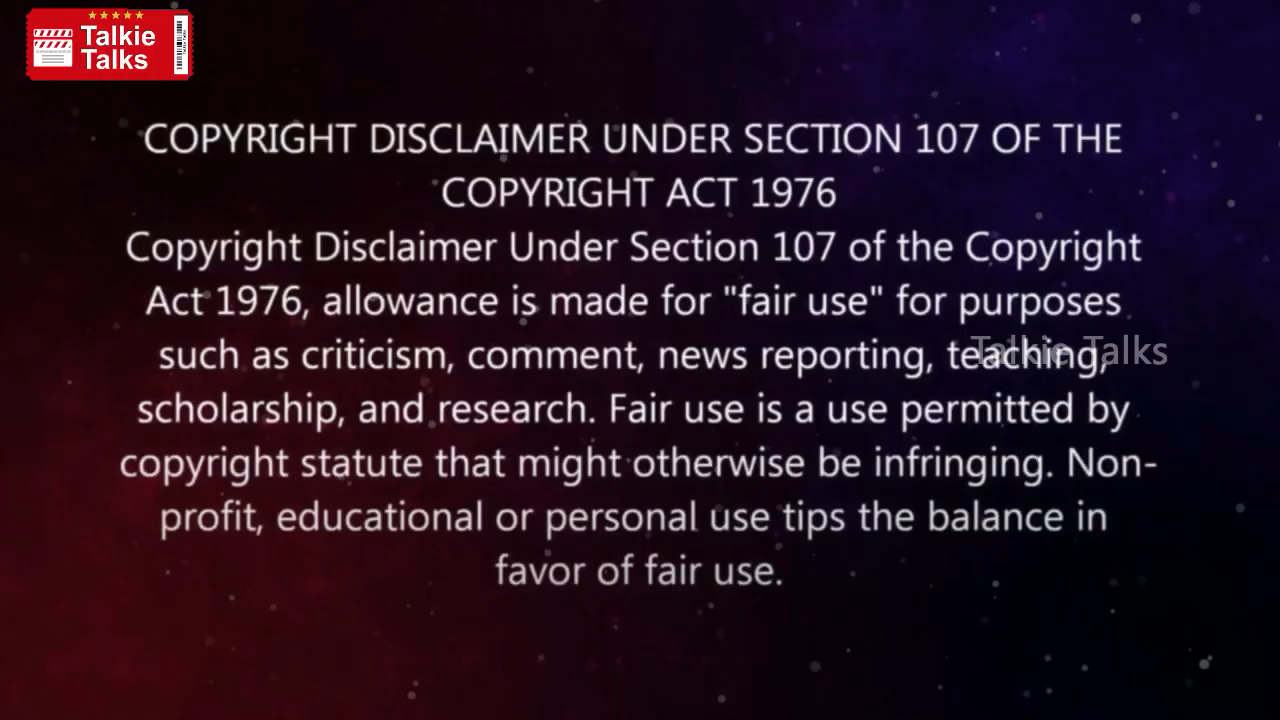 Talkie
Talks
COPYRIGHT DISCLAIMER UNDER SECTION 107 OF THE
COPYRIGHT ACT 1976
Copyright Disclaimer Under Section 107 of the Copyright
Act 1976, allowance is made for "fair use" for purposes
such as criticism, comment, news reporting, teaching,
Talkie Talks
scholarship, and research. Fair use is a use permitted by
copyright statute that might otherwise be infringing. Non-
profit, educational or personal use tips the balance in
favor of fair use.